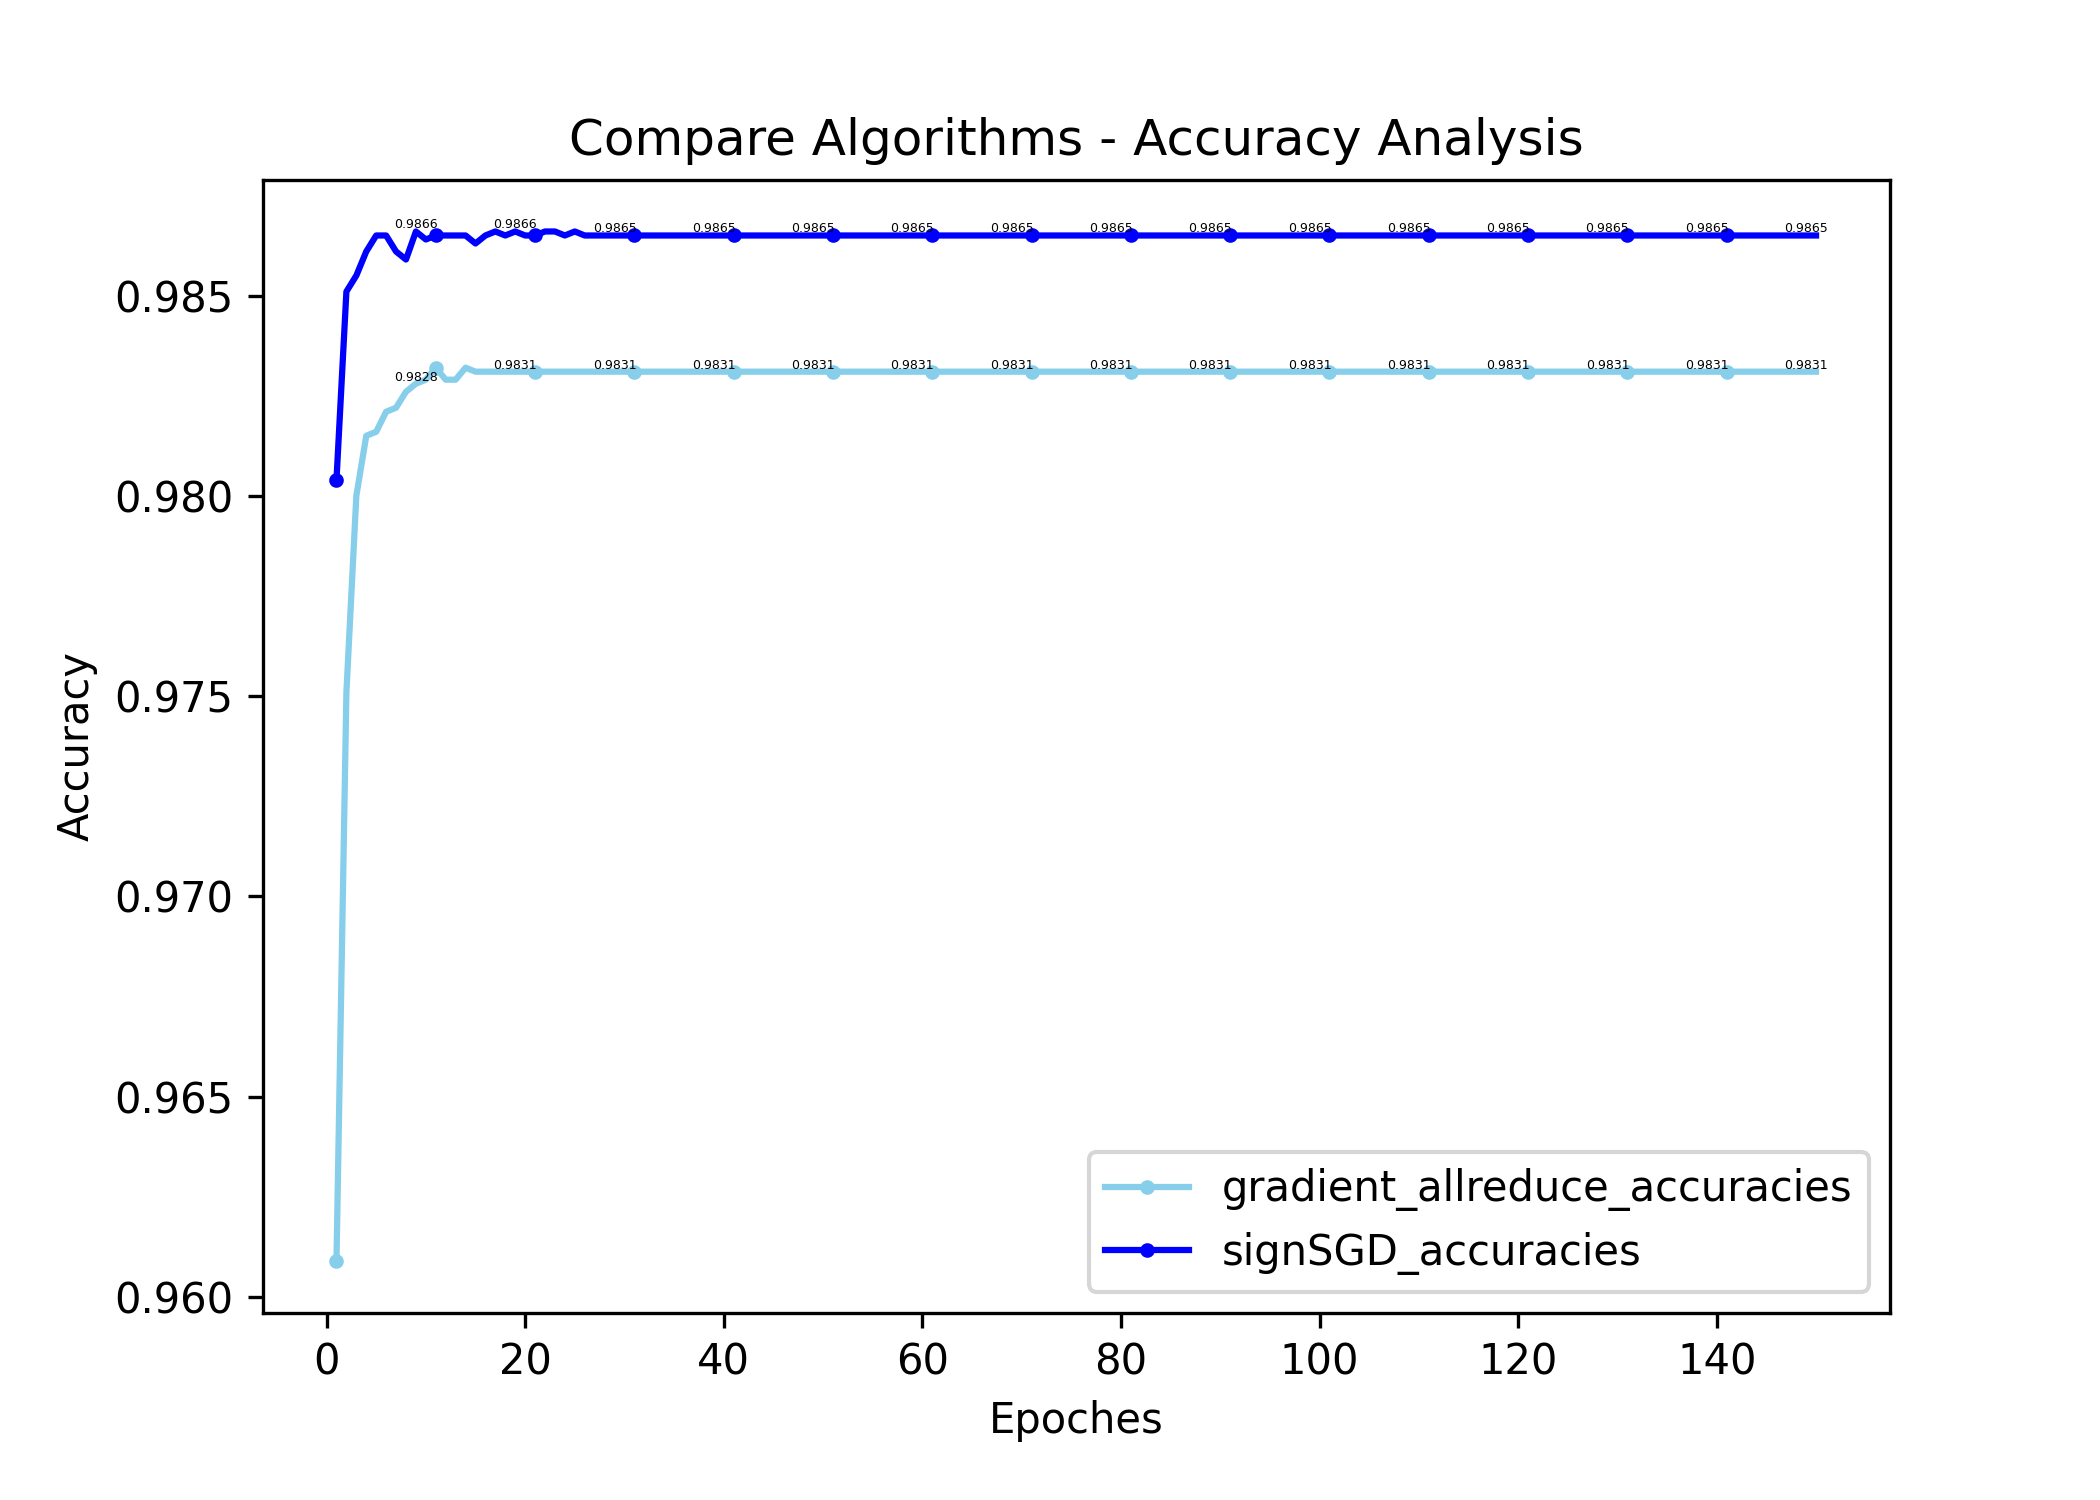 Compare Algorithms - Accuracy Analysis
0.9866 0.9866 0.9865 0.9865 0.9865 0.9865 0.9865 0.9865 0.9865 0.9865 0.9865 0.9865 0.9865 0.9865 0.9865
0.985
0.9828 0.9831 0.9831 0.9831 0.9831 0.9831 0.9831 0.9831 0.9831 0.9831 0.9831 0.9831 0.9831 0.9831 0.9831
0.980
0.975
Accuracy
0.970
0.965
gradient_allreduce_accuracies
signSGD_accuracies
0.960
0 20 40 60 80 100 120 140
Epoches